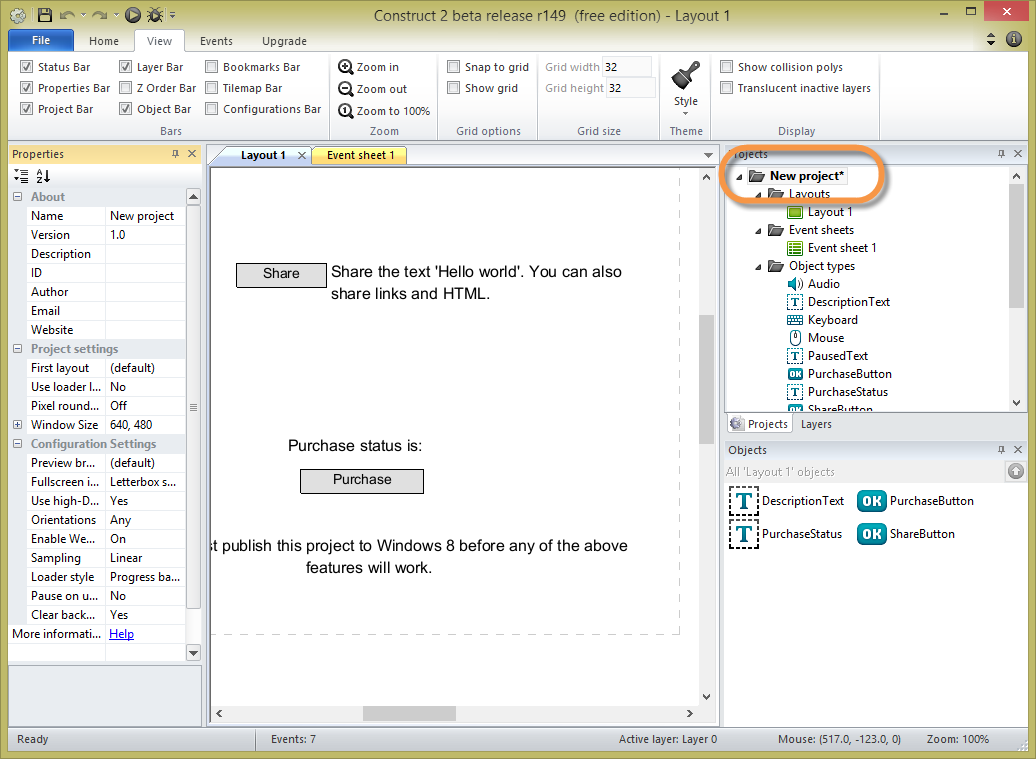 Construct 2 beta release r149 (free edition) - Layout 1
File Home View Events Upgrade
Status Bar Layer Bar Bookmarks Bar Zoom in Snap to grid Grid width 32 Show collision polys
Properties Bar Z Order Bar Tilemap Bar Zoom out Show grid Grid height 32 Translucent inactive layers
Project Bar Object Bar Configurations Bar Zoom to 100% Style
Bars Zoom Grid options Grid size Theme Display
Properties
About
Name New project
Version 1.0
Description
ID
Author
Email
Website
Project settings
First layout (default)
Use loader l... No
Pixel round... Off
Window Size 640, 480
Configuration Settings
Preview br... (default)
Fullscreen i... Letterbox s...
Use high-D... Yes
Orientations Any
Enable We... On
Sampling Linear
Loader style Progress ba...
Pause on u... No
Clear back... Yes
More informati... Help
Layout 1 Event sheet 1
Share Share the text 'Hello world'. You can also
share links and HTML.
Purchase status is:
Purchase
st publish this project to Windows 8 before any of the above
features will work.
Projects
New project*
Layouts
Layout 1
Event sheets
Event sheet 1
Object types
Audio
DescriptionText
Keyboard
Mouse
PausedText
PurchaseButton
PurchaseStatus
ShareButton
Projects Layers
Objects
All 'Layout 1' objects
T DescriptionText OK PurchaseButton
T PurchaseStatus OK ShareButton
Ready Events: 7 Active layer: Layer 0 Mouse: (517.0, -123.0, 0) Zoom: 100%